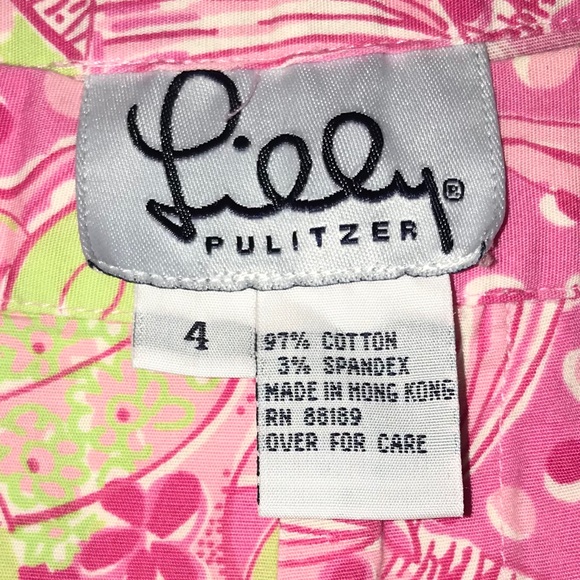 Lilly®
PULITZER
4
97% COTTON
3% SPANDEX
MADE IN HONG KONG
RN 88189
OVER FOR CARE